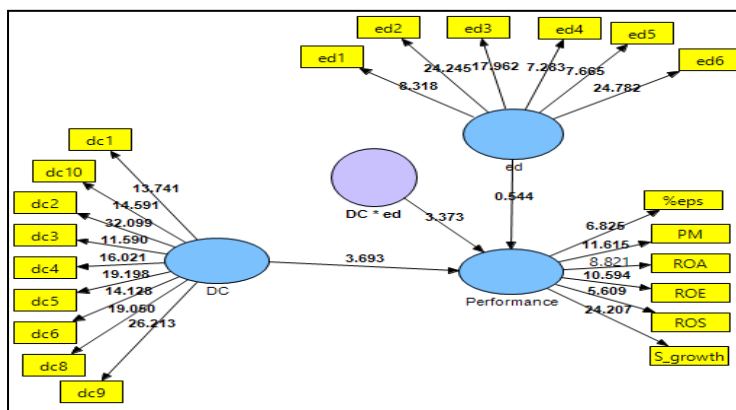 ed1
ed2
ed3
ed4
ed5
ed6
8.318
24.245
17.962
7.283
7.665
24.782
ed
0.544
DC * ed
3.373
dc1
dc10
dc2
dc3
dc4
dc5
dc6
dc8
dc9
13.741
14.591
32.099
11.590
16.021
19.198
14.128
19.050
26.213
DC
3.693
Performance
6.825
11.615
8.821
10.594
5.609
24.207
%eps
PM
ROA
ROE
ROS
S_growth